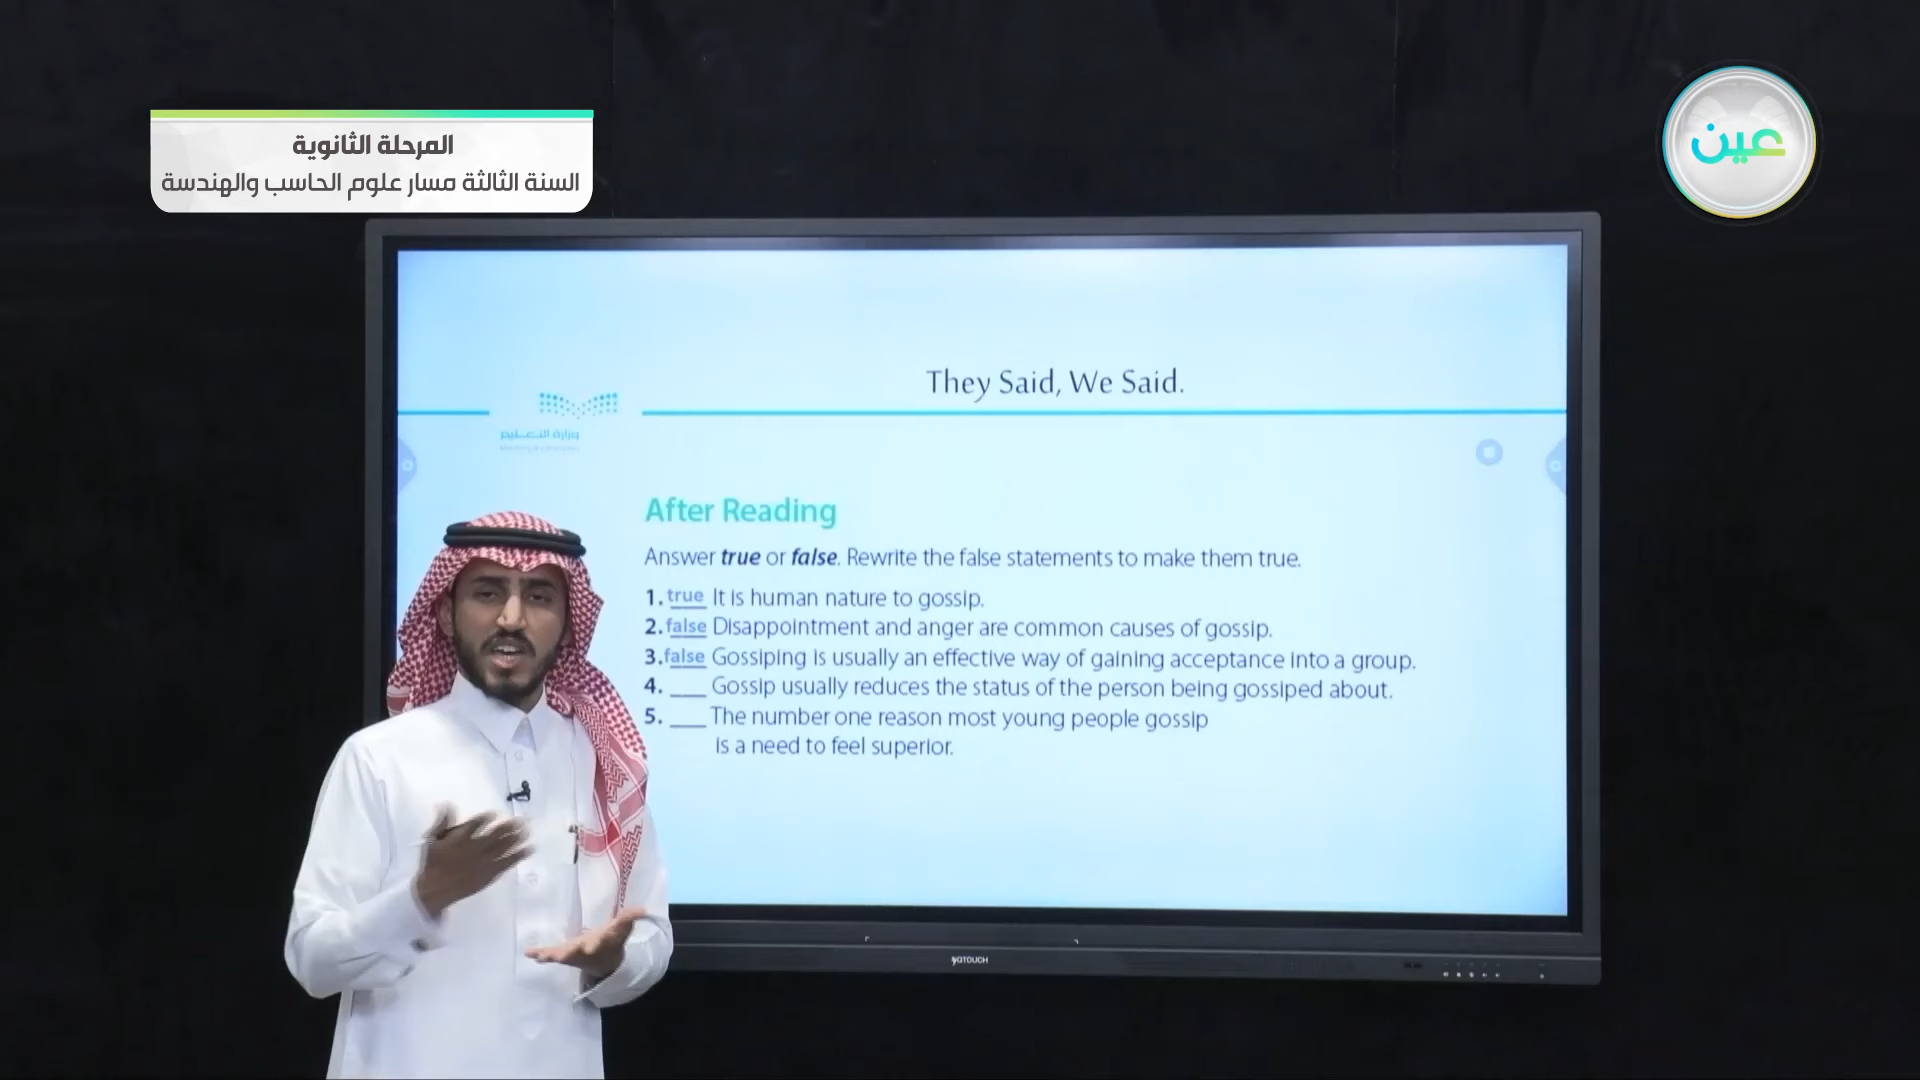 المرحلة الثانوية
السنة الثالثة مسار علوم الحاسب والهندسة
عين
They Said, We Said.
وزارة التعليم
After Reading
Answer true or false. Rewrite the false statements to make them true.
1. true It is human nature to gossip.
2. false Disappointment and anger are common causes of gossip.
3. false Gossiping is usually an effective way of gaining acceptance into a group.
4. ___ Gossip usually reduces the status of the person being gossiped about.
5. ___ The number one reason most young people gossip
is a need to feel superior.
YQTOUCH